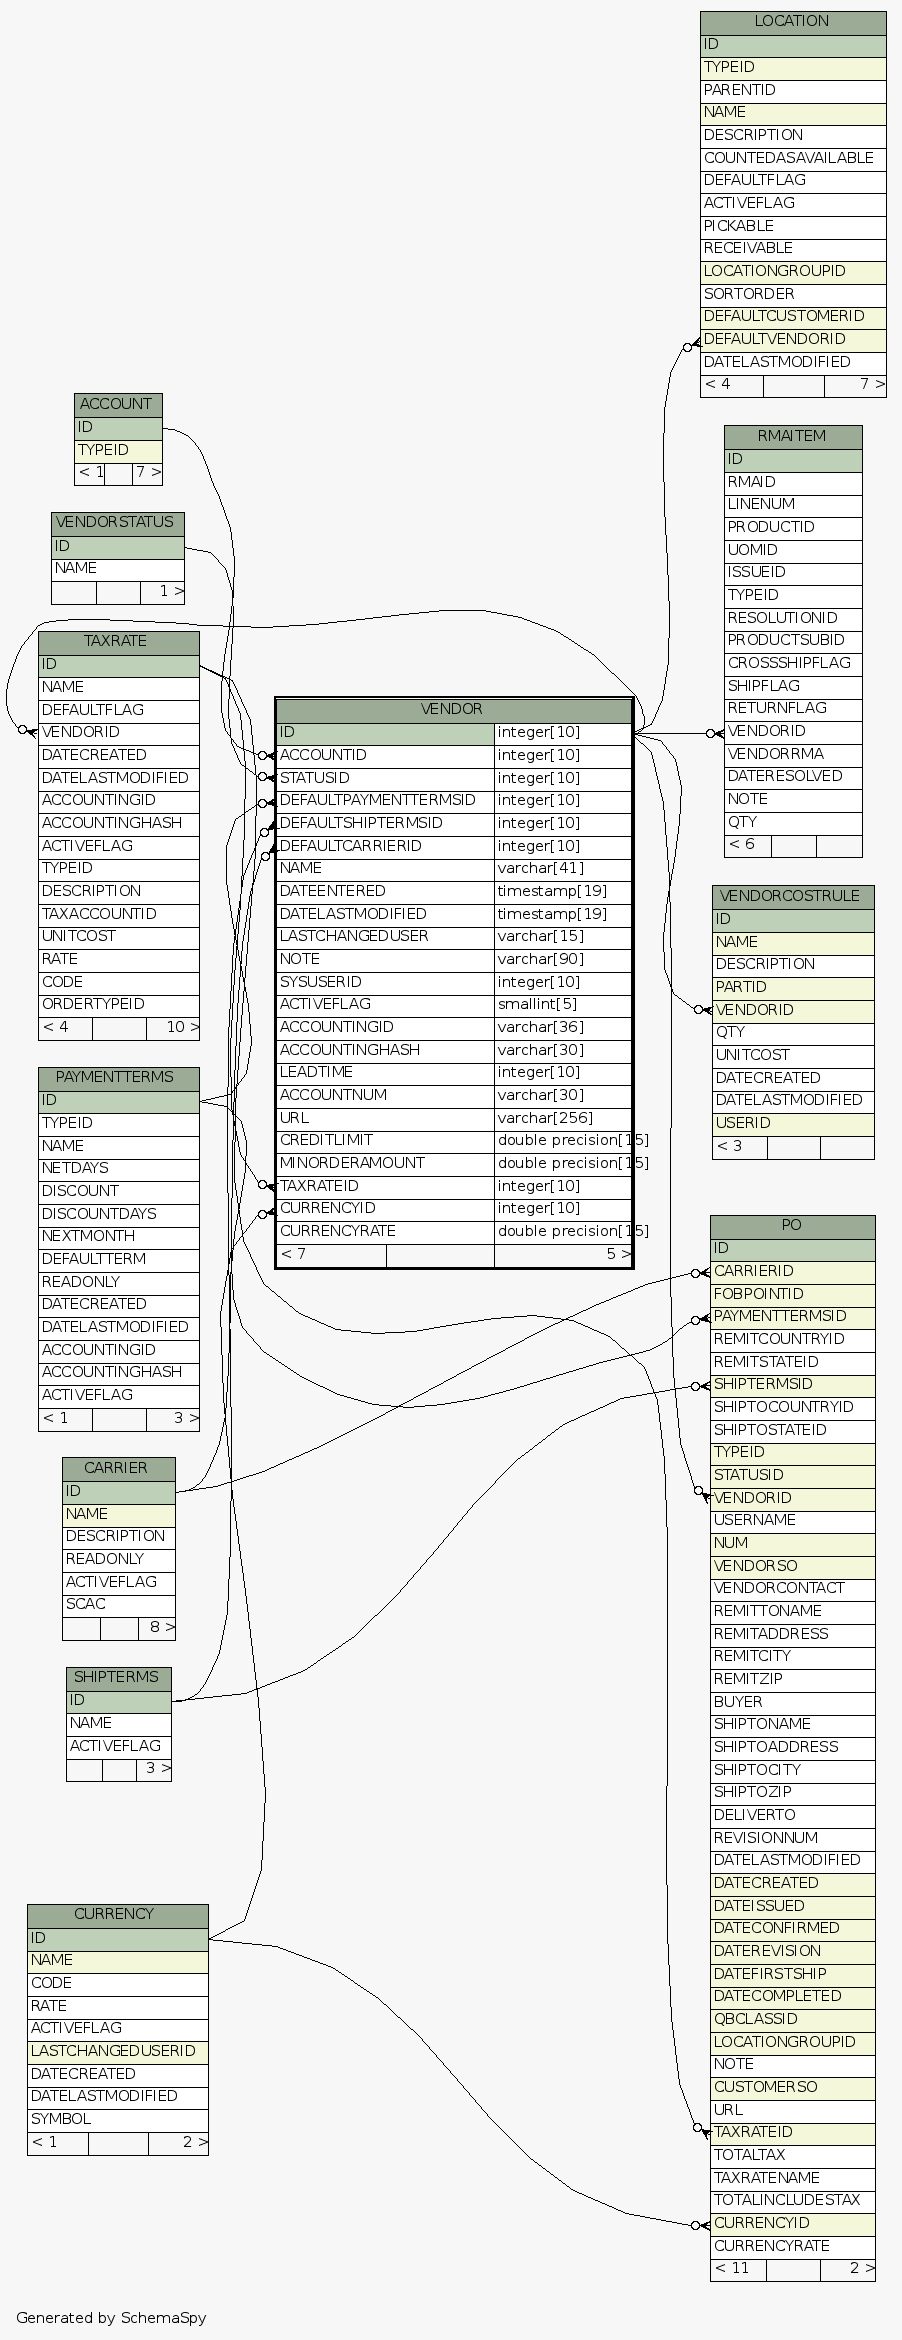 LOCATION
ID
TYPEID
PARENTID
NAME
DESCRIPTION
COUNTEDASAVAILABLE
DEFAULTFLAG
ACTIVEFLAG
PICKABLE
RECEIVABLE
LOCATIONGROUPID
SORTORDER
DEFAULTCUSTOMERID
DEFAULTVENDORID
DATELASTMODIFIED
< 4 7 >
ACCOUNT
ID
TYPEID
< 1 7 >
VENDORSTATUS
ID
NAME
1 >
TAXRATE
ID
NAME
DEFAULTFLAG
VENDORID
DATECREATED
DATELASTMODIFIED
ACCOUNTINGID
ACCOUNTINGHASH
ACTIVEFLAG
TYPEID
DESCRIPTION
TAXACCOUNTID
UNITCOST
RATE
CODE
ORDERTYPEID
< 4 10 >
PAYMENTTERMS
ID
TYPEID
NAME
NETDAYS
DISCOUNT
DISCOUNTDAYS
NEXTMONTH
DEFAULTTERM
READONLY
DATECREATED
DATELASTMODIFIED
ACCOUNTINGID
ACCOUNTINGHASH
ACTIVEFLAG
< 1 3 >
CARRIER
ID
NAME
DESCRIPTION
READONLY
ACTIVEFLAG
SCAC
8 >
SHIPTERMS
ID
NAME
ACTIVEFLAG
3 >
CURRENCY
ID
NAME
CODE
RATE
ACTIVEFLAG
LASTCHANGEDUSERID
DATECREATED
DATELASTMODIFIED
SYMBOL
< 1 2 >
VENDOR
ID integer[10]
ACCOUNTID integer[10]
STATUSID integer[10]
DEFAULTPAYMENTTERMSID integer[10]
DEFAULTSHIPTERMSID integer[10]
DEFAULTCARRIERID integer[10]
NAME varchar[41]
DATEENTERED timestamp[19]
DATELASTMODIFIED timestamp[19]
LASTCHANGEDUSER varchar[15]
NOTE varchar[90]
SYSUSERID integer[10]
ACTIVEFLAG smallint[5]
ACCOUNTINGID varchar[36]
ACCOUNTINGHASH varchar[30]
LEADTIME integer[10]
ACCOUNTNUM varchar[30]
URL varchar[256]
CREDITLIMIT double precision[15]
MINORDERAMOUNT double precision[15]
TAXRATEID integer[10]
CURRENCYID integer[10]
CURRENCYRATE double precision[15]
< 7 5 >
RMAITEM
ID
RMAID
LINENUM
PRODUCTID
UOMID
ISSUEID
TYPEID
RESOLUTIONID
PRODUCTSUBID
CROSSSHIPFLAG
SHIPFLAG
RETURNFLAG
VENDORID
VENDORRMA
DATERESOLVED
NOTE
QTY
< 6
VENDORCOSTRULE
ID
NAME
DESCRIPTION
PARTID
VENDORID
QTY
UNITCOST
DATECREATED
DATELASTMODIFIED
USERID
< 3
PO
ID
CARRIERID
FOBPOINTID
PAYMENTTERMSID
REMITCOUNTRYID
REMITSTATEID
SHIPTERMSID
SHIPTOCOUNTRYID
SHIPTOSTATEID
TYPEID
STATUSID
VENDORID
USERNAME
NUM
VENDORSO
VENDORCONTACT
REMITTONAME
REMITADDRESS
REMITCITY
REMITZIP
BUYER
SHIPTONAME
SHIPTOADDRESS
SHIPTOCITY
SHIPTOZIP
DELIVERTO
REVISIONNUM
DATELASTMODIFIED
DATECREATED
DATEISSUED
DATECONFIRMED
DATEREVISION
DATEFIRSTSHIP
DATECOMPLETED
QBCLASSID
LOCATIONGROUPID
NOTE
CUSTOMERSO
URL
TAXRATEID
TOTALTAX
TAXRATENAME
TOTALINCLUDESTAX
CURRENCYID
CURRENCYRATE
< 11 2 >
Generated by SchemaSpy